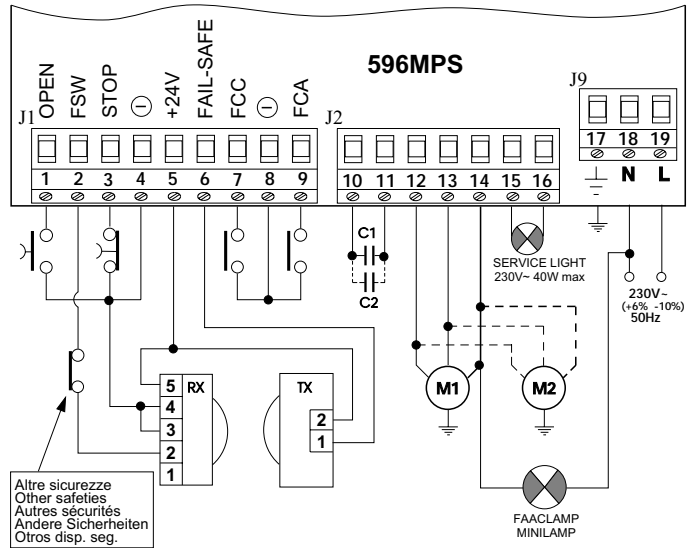 596MPS
J1
OPEN
FSW
STOP
-
+24V
FAIL-SAFE
FCC
-
FCA
J2
J9
1 2 3 4 5 6 7 8 9
10 11 12 13 14 15 16
17 18 19
N L
C1
C2
SERVICE LIGHT
230V~ 40W max
230V~
(+6% -10%)
50Hz
5 RX
4
3
2
1
TX
2
1
M1
M2
Altre sicurezze
Other safeties
Autres sécurités
Andere Sicherheiten
Otros disp. seg.
FAACLAMP
MINILAMP